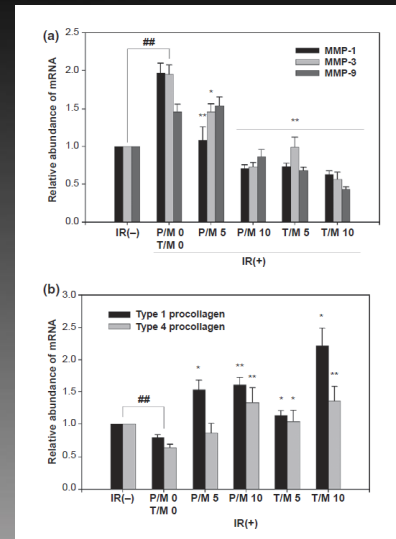 (a)
Relative abundance of mRNA
2.5
2.0
1.5
1.0
0.5
0.0
##
**
*
**
MMP-1
MMP-3
MMP-9
IR(–) P/M 0 P/M 5 P/M 10 T/M 5 T/M 10
T/M 0
IR(+)
(b)
Relative abundance of mRNA
3.0
2.5
2.0
1.5
1.0
0.5
0.0
Type 1 procollagen
Type 4 procollagen
##
*
** **
* *
* **
IR(–) P/M 0 P/M 5 P/M 10 T/M 5 T/M 10
T/M 0
IR(+)